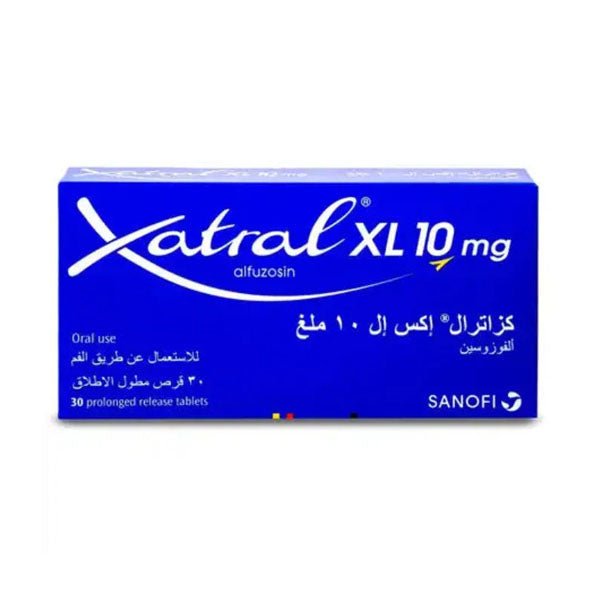 Xatral® XL 10 mg
alfuzosin
كزاترال® إكس إل ١٠ ملغ
ألفوزوسين
Oral use
للاستعمال عن طريق الفم
٣٠ قرص مطول الاطلاق
30 prolonged release tablets
SANOFI